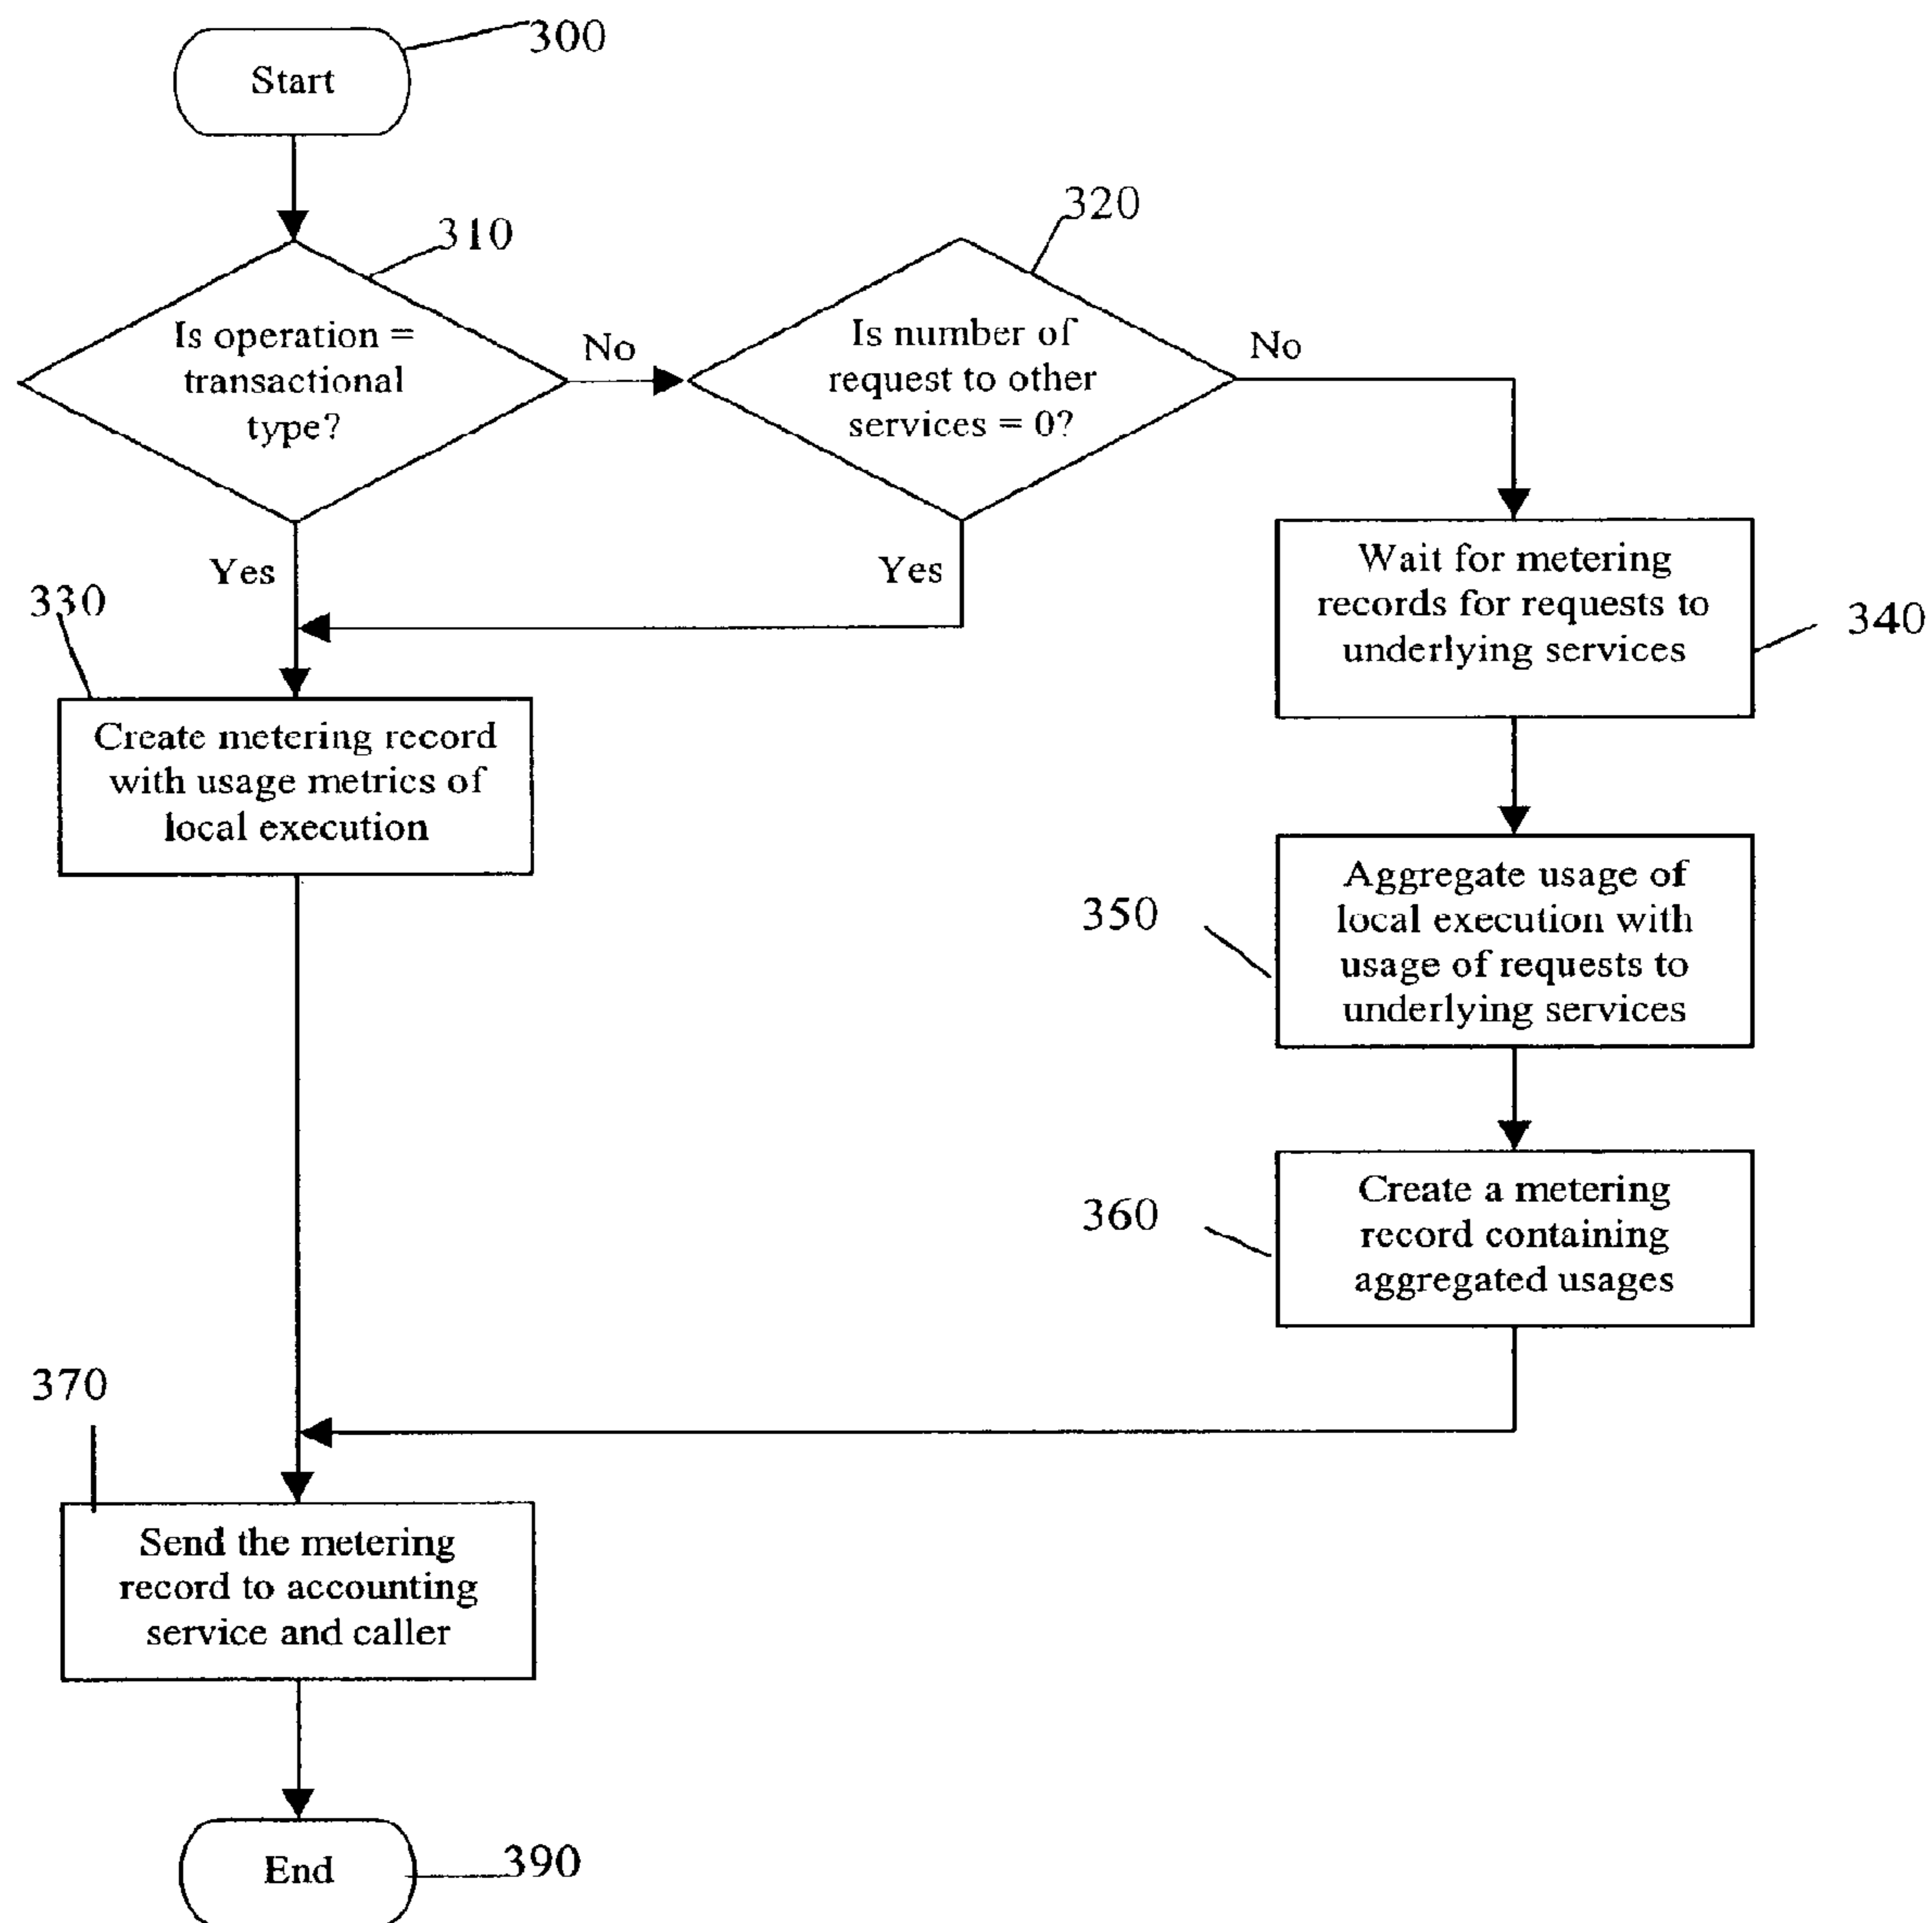 300
Start
310
Is operation =
transactional
type?
No
320
Is number of
request to other
services = 0?
No
Yes
Yes
330
Create metering record
with usage metrics of
local execution
Wait for metering
records for requests to
underlying services
340
350
Aggregate usage of
local execution with
usage of requests to
underlying services
360
Create a metering
record containing
aggregated usages
370
Send the metering
record to accounting
service and caller
End
390